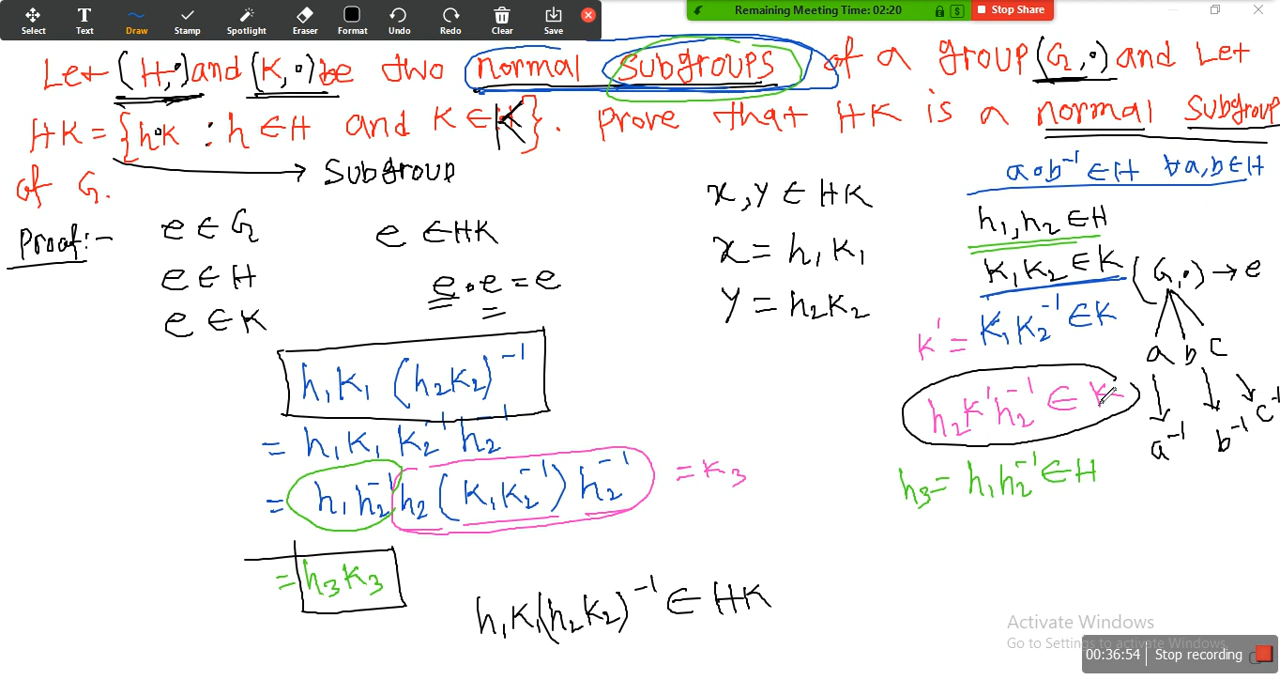 Remaining Meeting Time: 02:20 Stop Share
Select Text Draw Stamp Spotlight Eraser Format Undo Redo Clear Save
Let (H,∘) and (K,∘) be two normal subgroups of a group (G,∘) and Let
HK = {h∘k : h ∈ H and K ∈ K}. prove that HK is a normal subgroup
of G.
→ Subgroup
a∘b⁻¹ ∈ H ∀ a,b ∈ H
Proof:-
e ∈ G
e ∈ H
e ∈ K
e ∈ HK
e ∘ e = e
x, y ∈ HK
x = h₁k₁
y = h₂k₂
h₁, h₂ ∈ H
k₁ k₂ ∈ K
k' = k₁k₂⁻¹ ∈ K
h₂k'h₂⁻¹ ∈ K
h₃ = h₁h₂⁻¹ ∈ H
(G,∘) → e
a b c
a⁻¹ b⁻¹ c⁻¹
h₁k₁ (h₂k₂)⁻¹
= h₁k₁ k₂⁻¹h₂⁻¹
= h₁h₂⁻¹h₂(k₁k₂⁻¹)h₂⁻¹ = k₃
= h₃k₃
h₁k₁(h₂k₂)⁻¹ ∈ HK
Activate Windows
Go to Settings to activate Windows.
00:36:54 Stop recording